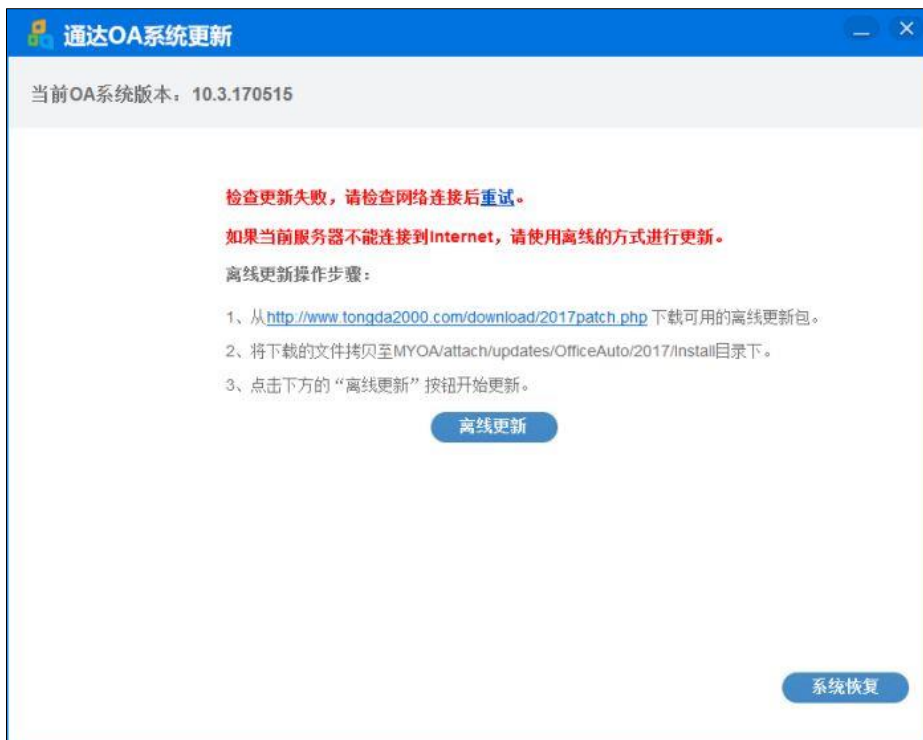 通达OA系统更新
当前OA系统版本：10.3.170515
检查更新失败，请检查网络连接后重试。
如果当前服务器不能连接到Internet，请使用离线的方式进行更新。
离线更新操作步骤：
1、从http://www.tongda2000.com/download/2017patch.php 下载可用的离线更新包。
2、将下载的文件拷贝至MYOA/attach/updates/OfficeAuto/2017/Install目录下。
3、点击下方的“离线更新”按钮开始更新。
离线更新
系统恢复